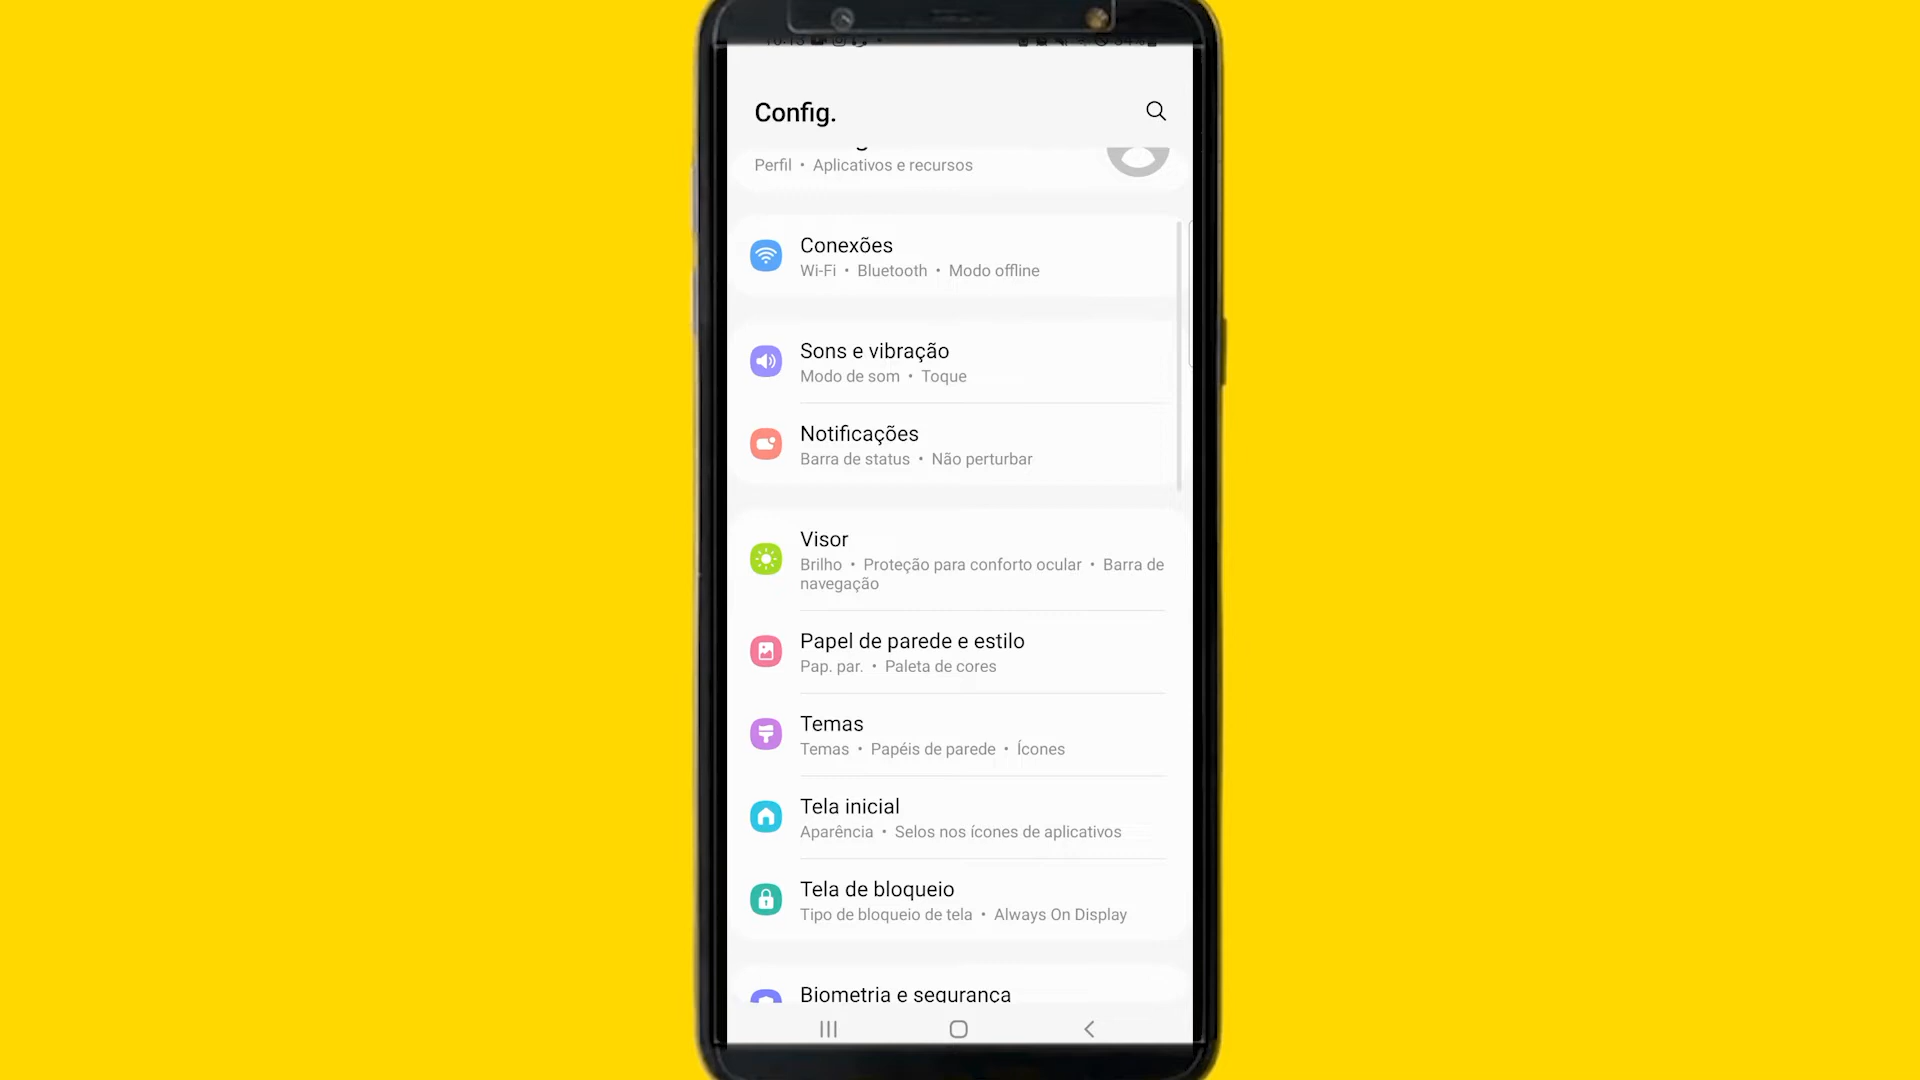 Config.
Perfil • Aplicativos e recursos
Conexões
Wi-Fi • Bluetooth • Modo offline
Sons e vibração
Modo de som • Toque
Notificações
Barra de status • Não perturbar
Visor
Brilho • Proteção para conforto ocular • Barra de
navegação
Papel de parede e estilo
Pap. par. • Paleta de cores
Temas
Temas • Papéis de parede • Ícones
Tela inicial
Aparência • Selos nos ícones de aplicativos
Tela de bloqueio
Tipo de bloqueio de tela • Always On Display
Biometria e segurança